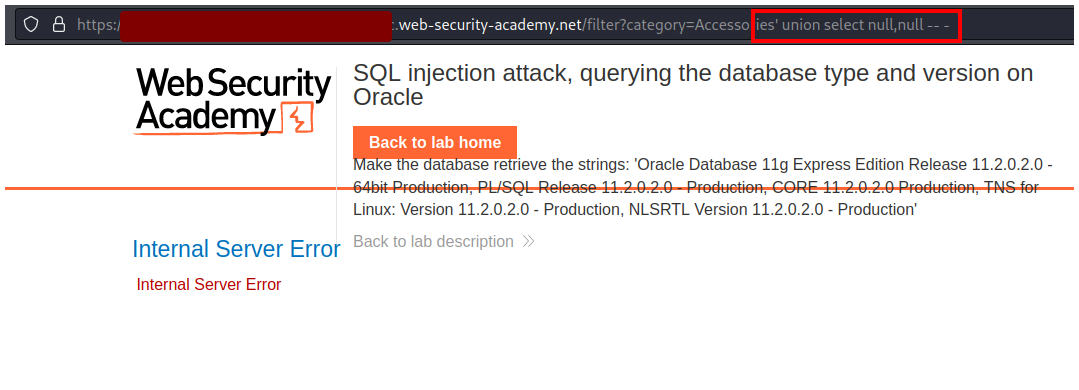 https:/ .web-security-academy.net/filter?category=Accessories' union select null,null -- -
Web Security
Academy
SQL injection attack, querying the database type and version on
Oracle
Back to lab home
Make the database retrieve the strings: 'Oracle Database 11g Express Edition Release 11.2.0.2.0 -
64bit Production, PL/SQL Release 11.2.0.2.0 - Production, CORE 11.2.0.2.0 Production, TNS for
Linux: Version 11.2.0.2.0 - Production, NLSRTL Version 11.2.0.2.0 - Production'
Back to lab description
Internal Server Error
Internal Server Error